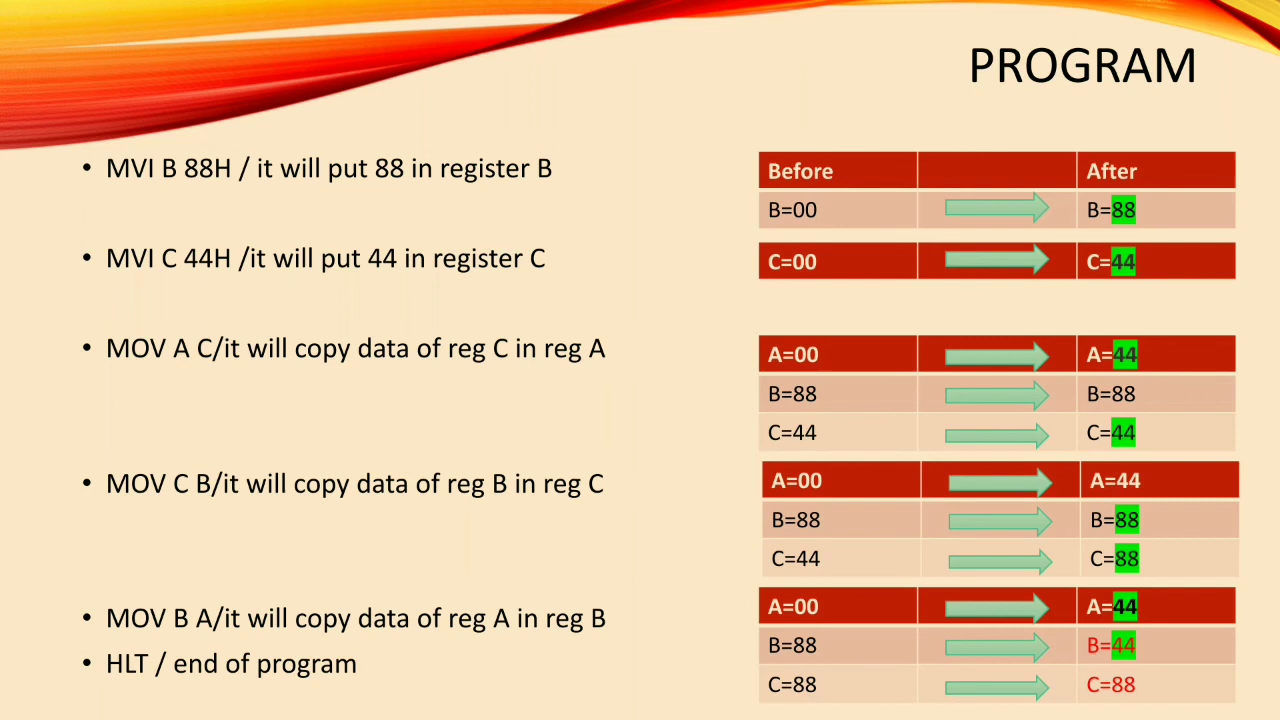 PROGRAM
• MVI B 88H / it will put 88 in register B
Before After
B=00 B=88
• MVI C 44H /it will put 44 in register C
C=00 C=44
• MOV A C/it will copy data of reg C in reg A
A=00 A=44
B=88 B=88
C=44 C=44
• MOV C B/it will copy data of reg B in reg C
A=00 A=44
B=88 B=88
C=44 C=88
• MOV B A/it will copy data of reg A in reg B
• HLT / end of program
A=00 A=44
B=88 B=44
C=88 C=88